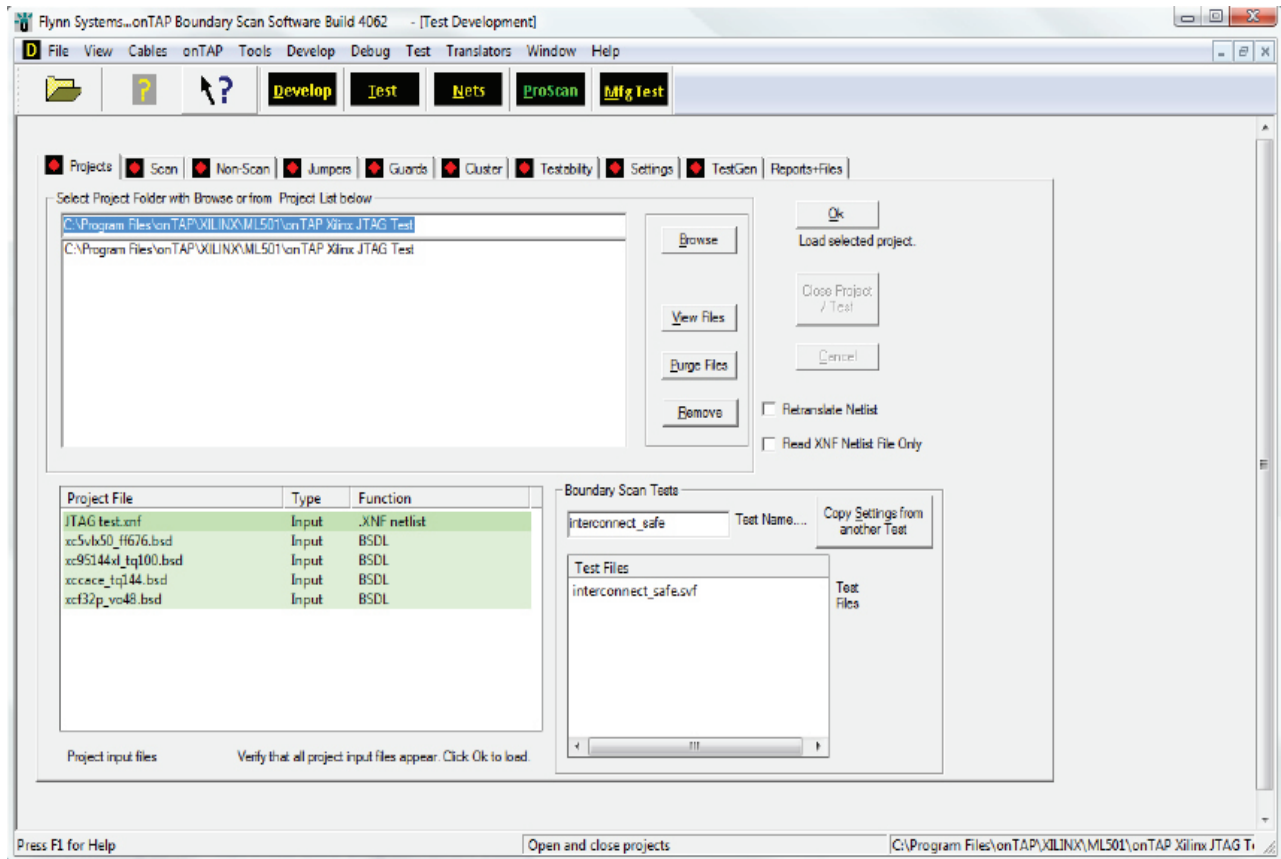 Flynn Systems...onTAP Boundary Scan Software Build 4062 - [Test Development]
D File View Cables onTAP Tools Develop Debug Test Translators Window Help
? ? Develop Test Nets ProScan MfgTest
Projects Scan Non-Scan Jumpers Guards Cluster Testability Settings TestGen Reports+Files
Select Project Folder with Browse or from Project List below
C:\Program Files\onTAP\XILINX\ML501\onTAP Xilinx JTAG Test
C:\Program Files\onTAP\XILINX\ML501\onTAP Xilinx JTAG Test
Browse
View Files
Purge Files
Remove
Ok
Load selected project.
Close Project
/ Test
Cancel
Retranslate Netlist
Read XNF Netlist File Only
Project File Type Function
JTAG test.xnf Input .XNF netlist
xc5vlx50_ff676.bsd Input BSDL
xc95144xl_tq100.bsd Input BSDL
xccace_tq144.bsd Input BSDL
xcf32p_vo48.bsd Input BSDL
Project input files Verify that all project input files appear. Click Ok to load.
Boundary Scan Tests
interconnect_safe Test Name....
Copy Settings from
another Test
Test Files
interconnect_safe.svf
Test
Files
Press F1 for Help Open and close projects C:\Program Files\onTAP\XILINX\ML501\onTAP Xilinx JTAG T